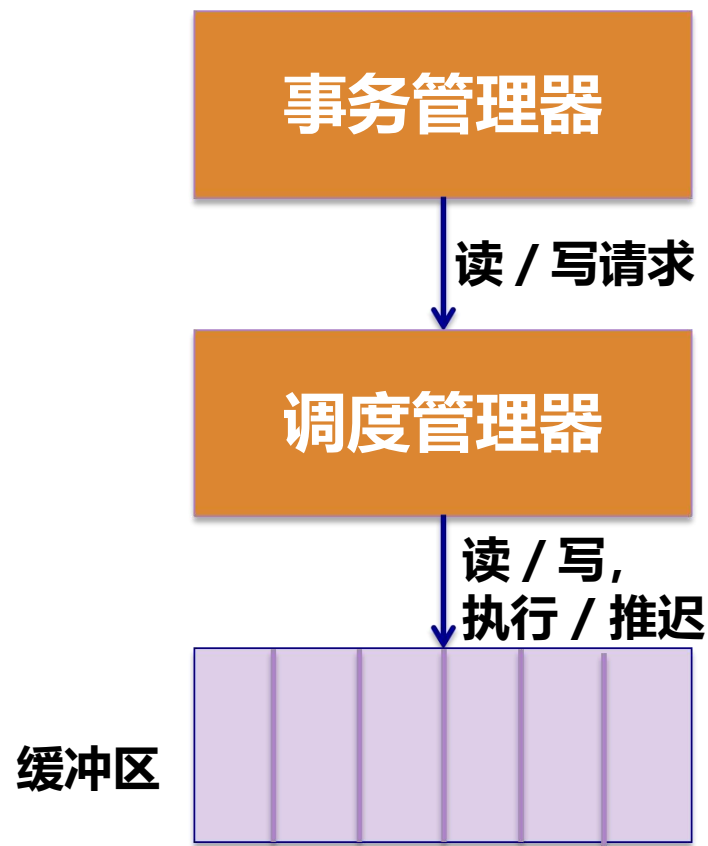 事务管理器
读 / 写请求
调度管理器
读 / 写,
执行 / 推迟
缓冲区